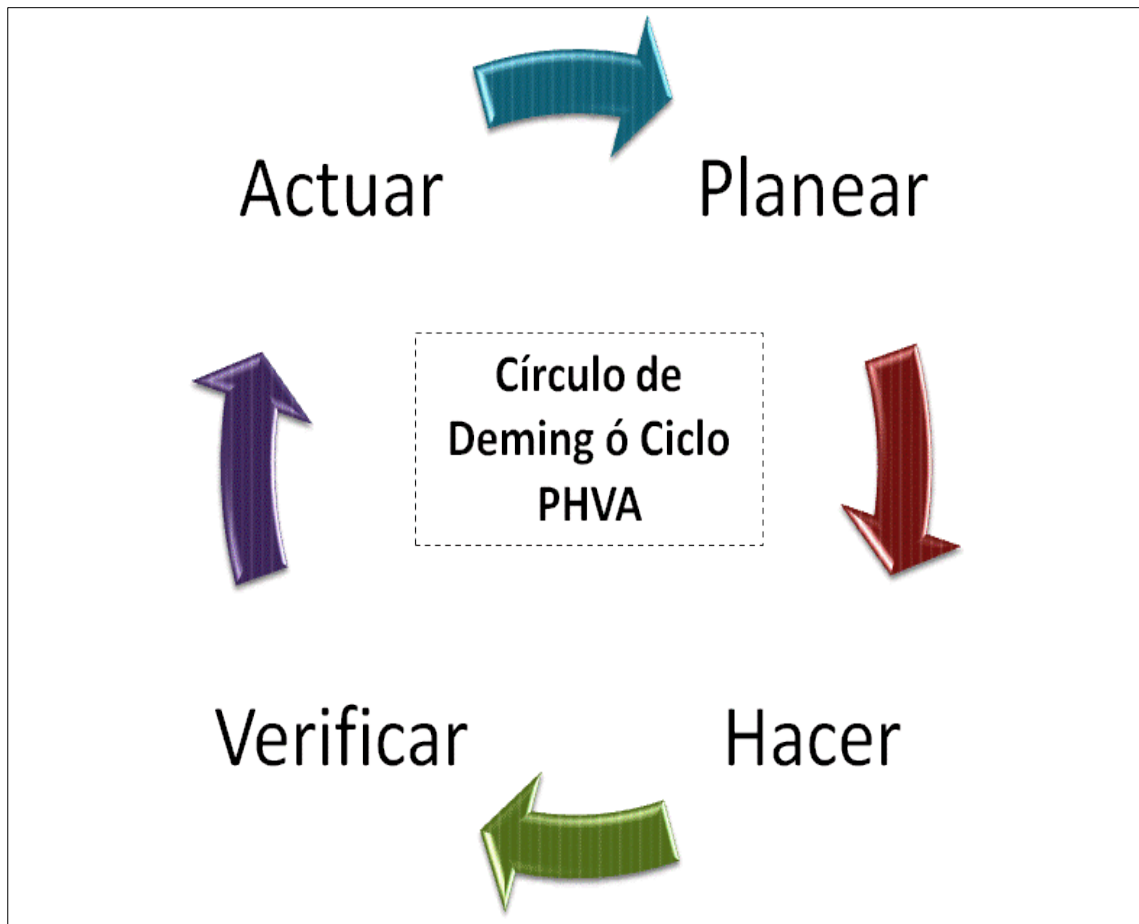 Actuar
Planear
Círculo de
Deming ó Ciclo
PHVA
Verificar
Hacer